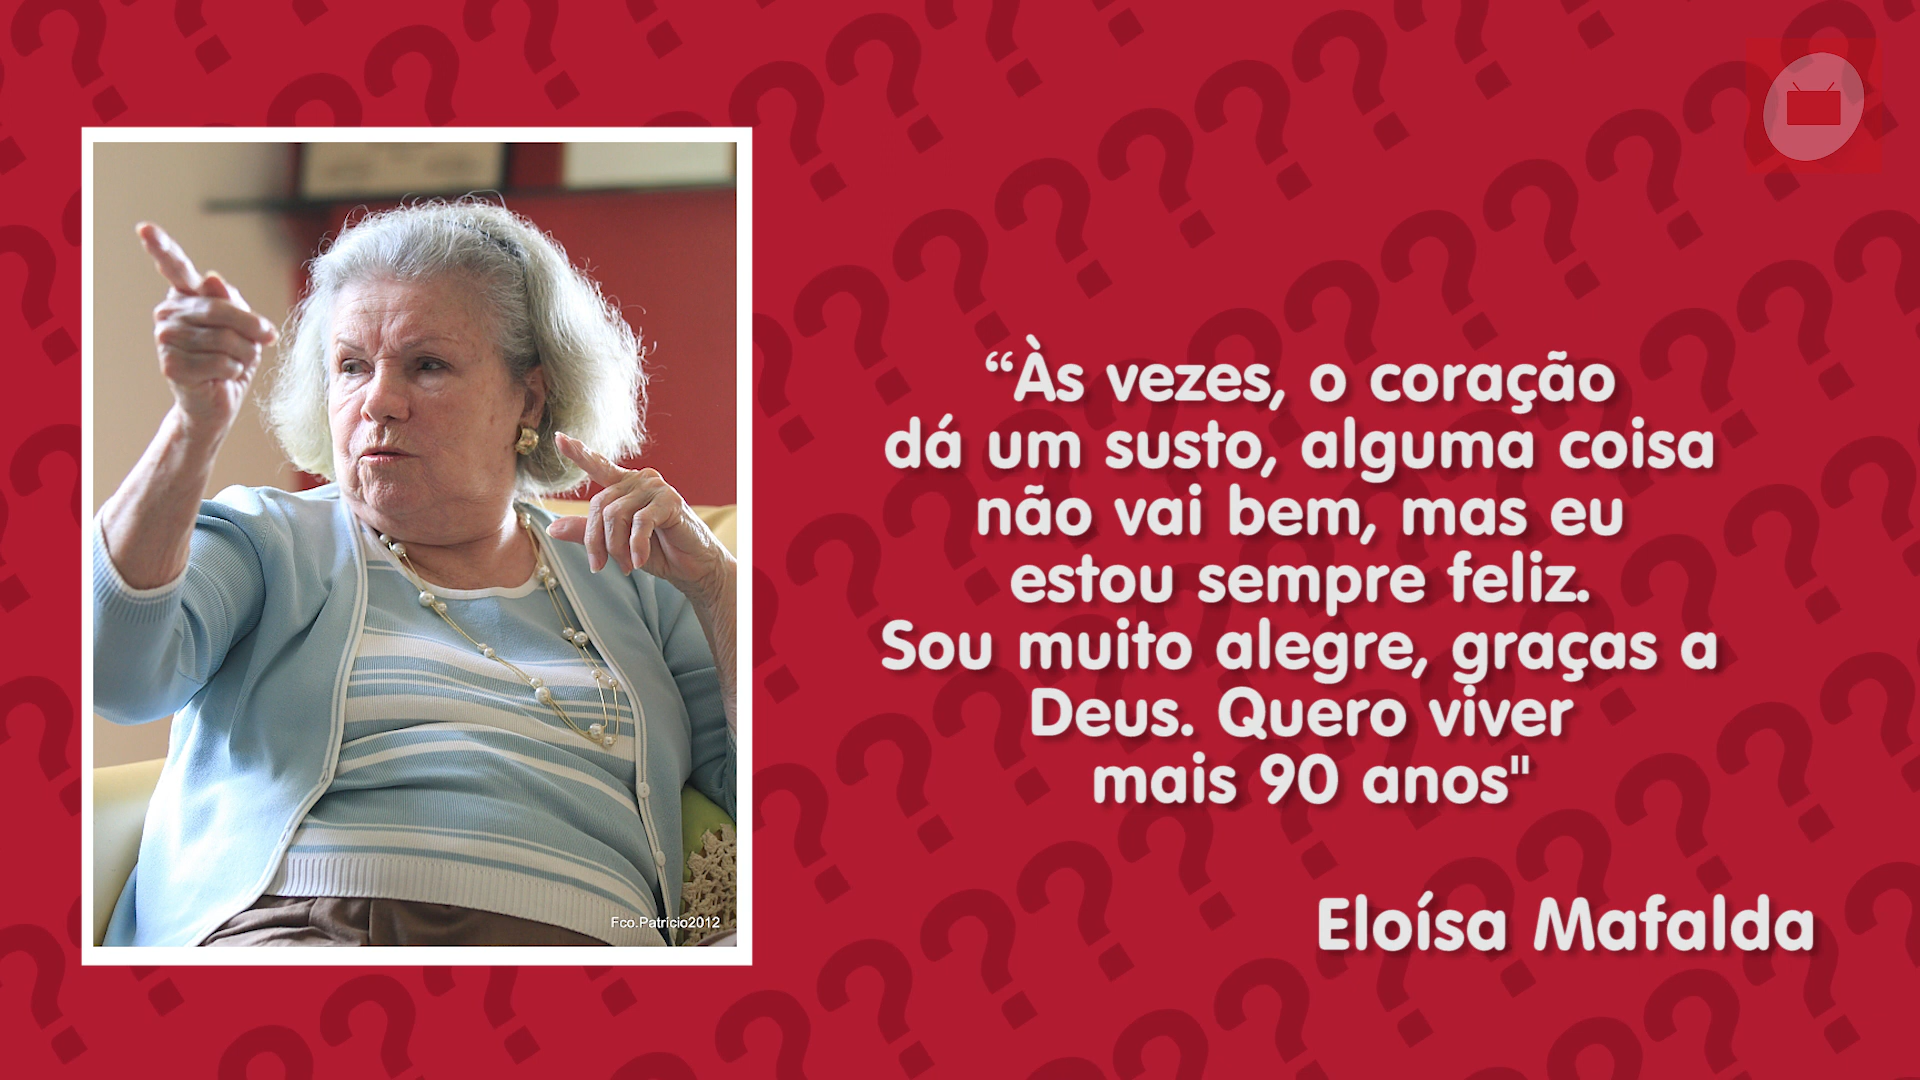 “Às vezes, o coração
dá um susto, alguma coisa
não vai bem, mas eu
estou sempre feliz.
Sou muito alegre, graças a
Deus. Quero viver
mais 90 anos"
Eloísa Mafalda
Fco.Patrício2012